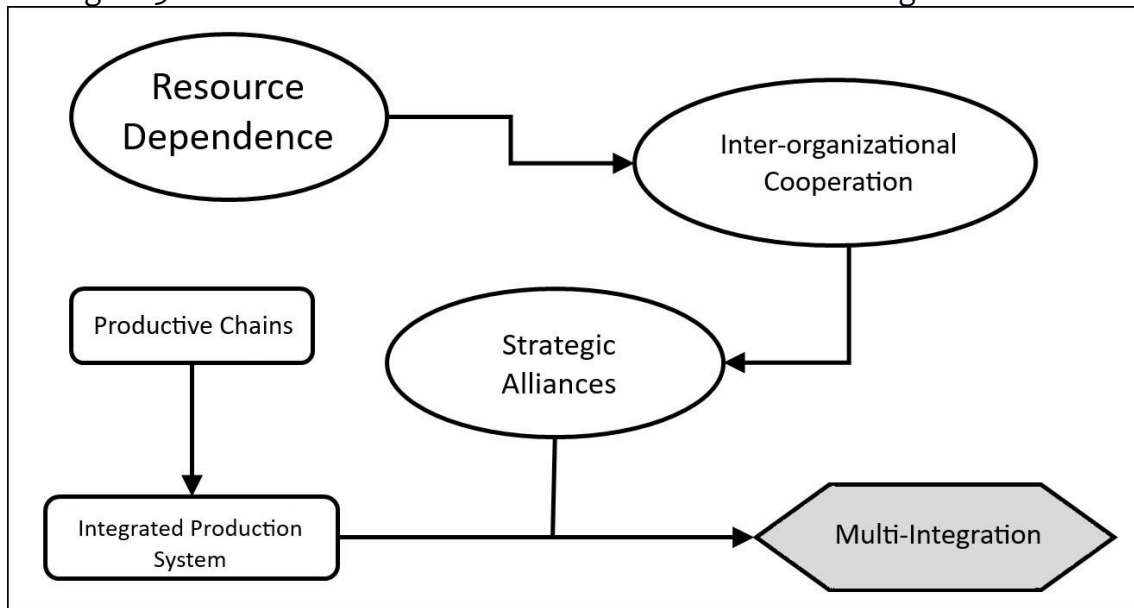 Resource
Dependence
Inter-organizational
Cooperation
Productive Chains
Strategic
Alliances
Integrated Production
System
Multi-Integration